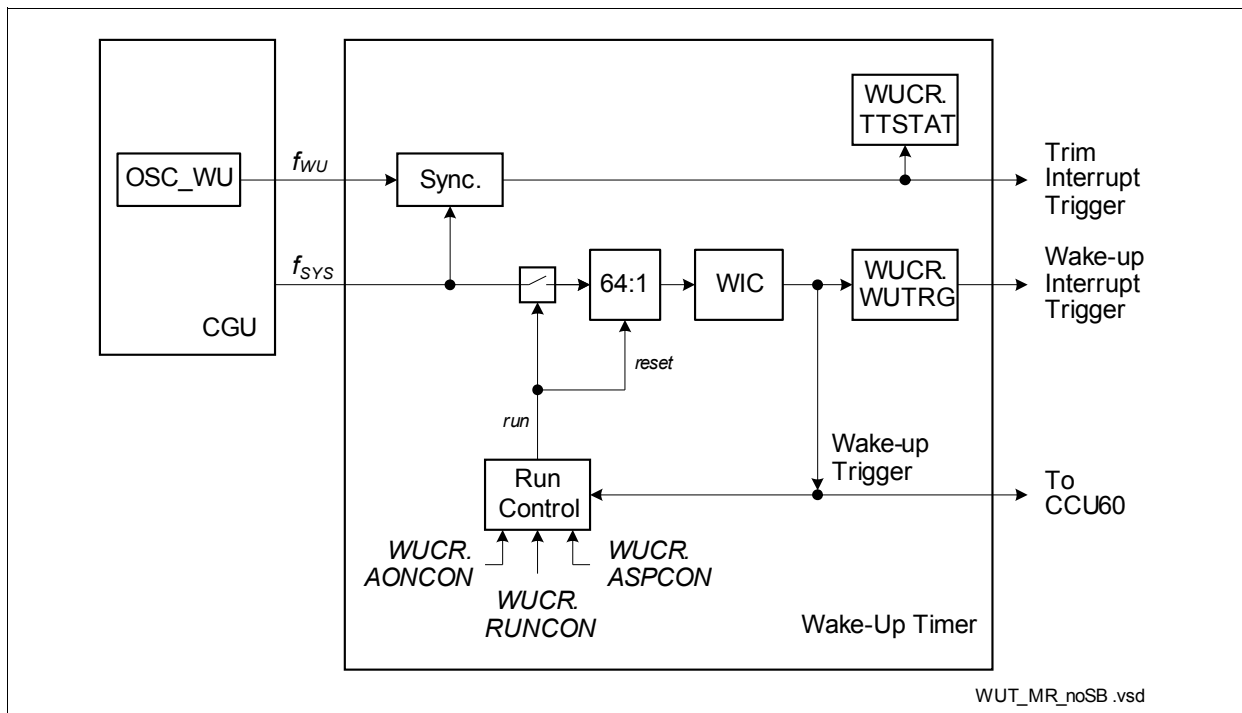 OSC_WU
fWU
fSYS
CGU
Sync.
WUCR.
TTSTAT
Trim
Interrupt
Trigger
64:1
WIC
WUCR.
WUTRG
Wake-up
Interrupt
Trigger
reset
run
Run
Control
Wake-up
Trigger
To
CCU60
WUCR.
AONCON
WUCR.
RUNCON
WUCR.
ASPCON
Wake-Up Timer
WUT_MR_noSB .vsd